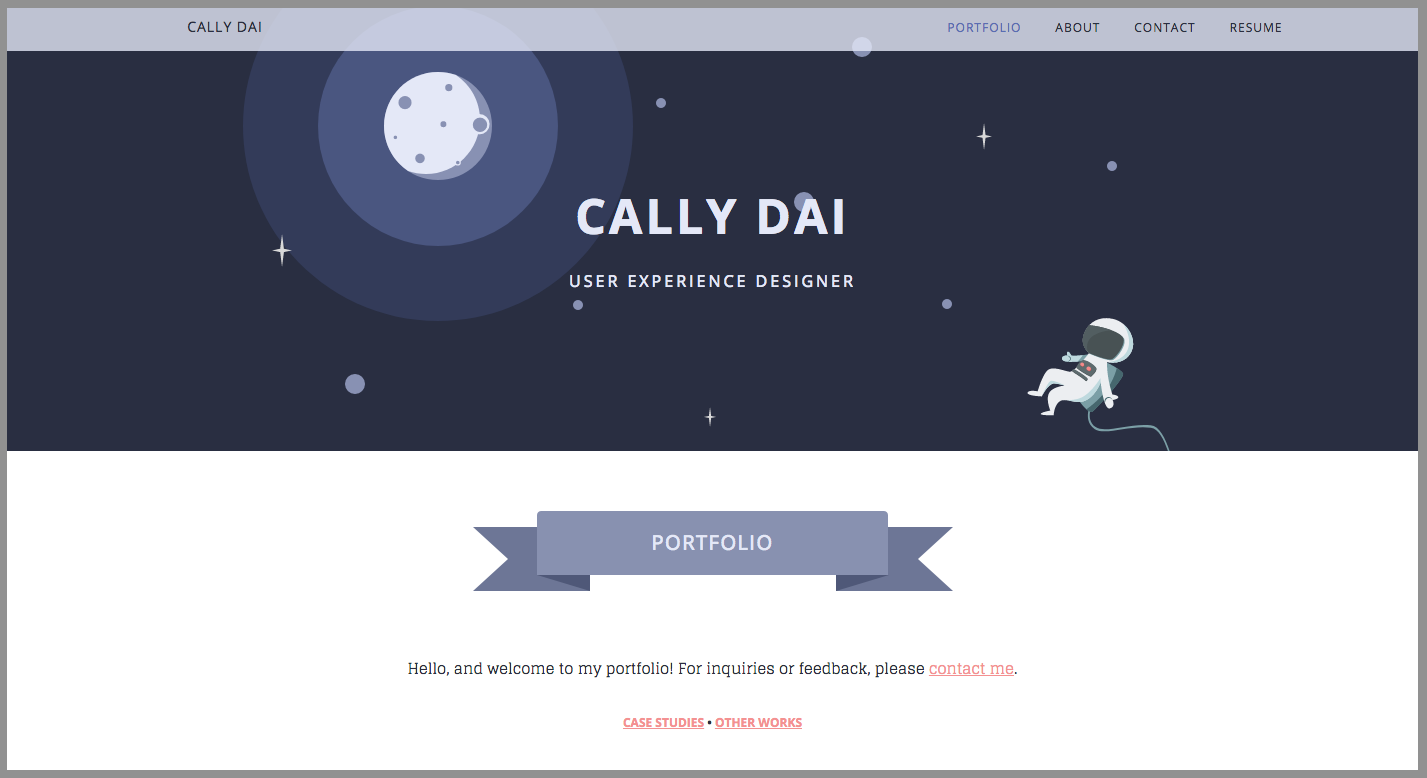 CALLY DAI PORTFOLIO ABOUT CONTACT RESUME
CALLY DAI
USER EXPERIENCE DESIGNER
PORTFOLIO
Hello, and welcome to my portfolio! For inquiries or feedback, please contact me.
CASE STUDIES • OTHER WORKS